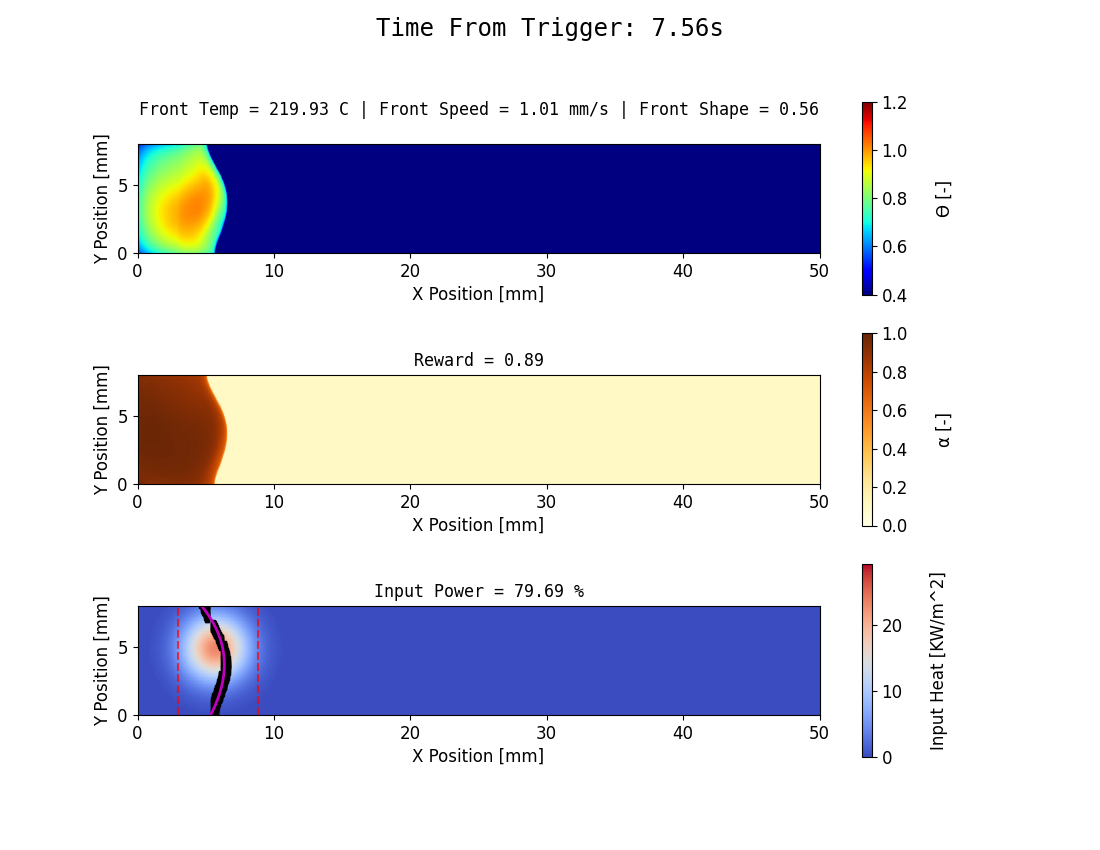 Time From Trigger: 7.56s
Front Temp = 219.93 C | Front Speed = 1.01 mm/s | Front Shape = 0.56
Y Position [mm]
5
0
0 10 20 30 40 50
X Position [mm]
1.2
1.0
0.8
0.6
0.4
Θ [-]
Reward = 0.89
Y Position [mm]
5
0
0 10 20 30 40 50
X Position [mm]
1.0
0.8
0.6
0.4
0.2
0.0
α [-]
Input Power = 79.69 %
Y Position [mm]
5
0
0 10 20 30 40 50
X Position [mm]
20
10
0
Input Heat [KW/m^2]